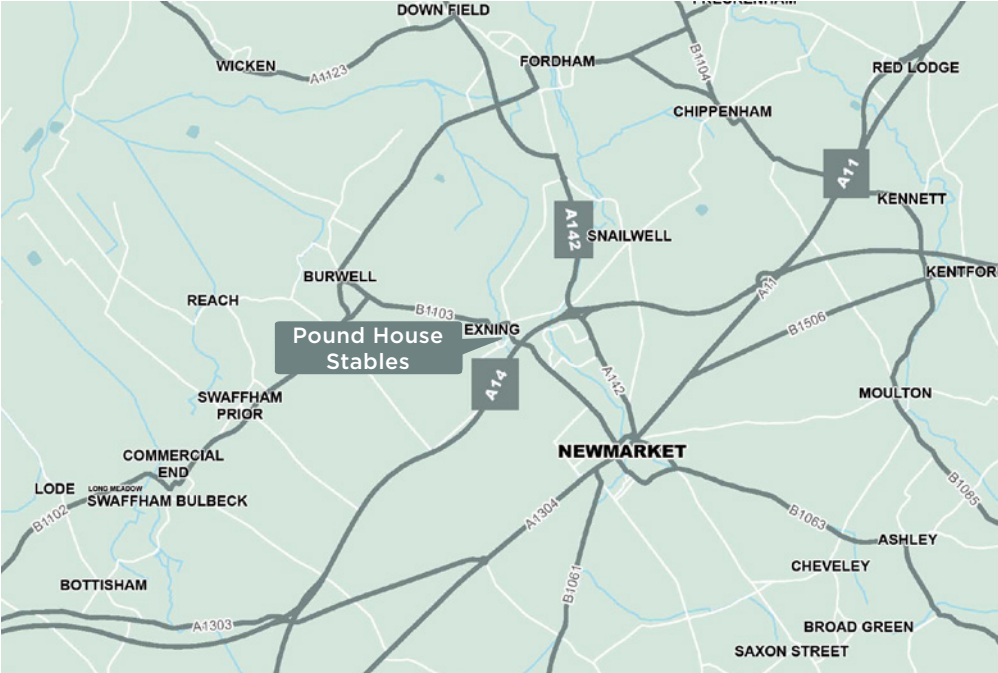 FRECKENHAM
DOWN FIELD
WICKEN
A1123
FORDHAM
B1104
RED LODGE
CHIPPENHAM
A11
KENNETT
A142
SNAILWELL
BURWELL
KENTFOR
REACH
B1103
A11
EXNING
B1506
Pound House
Stables
A14
A142
SWAFFHAM
PRIOR
MOULTON
COMMERCIAL
END
NEWMARKET
LODE
LONG MEADOW
SWAFFHAM BULBECK
B1102
A1304
B1063
B1085
ASHLEY
CHEVELEY
BOTTISHAM
B1061
A1303
BROAD GREEN
SAXON STREET